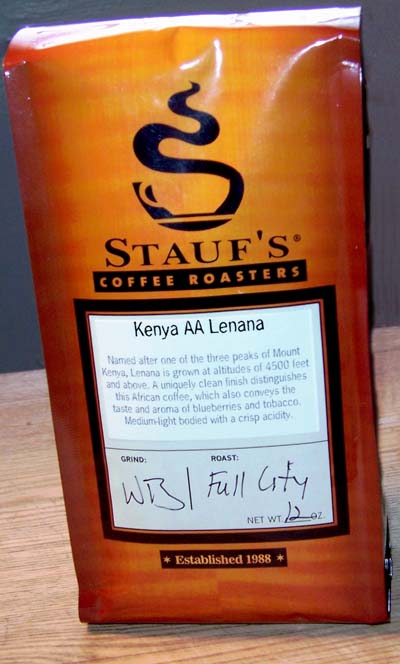 STAUF'S®
COFFEE ROASTERS
Kenya AA Lenana
Named after one of the three peaks of Mount
Kenya, Lenana is grown at altitudes of 4500 feet
and above. A uniquely clean finish distinguishes
this African coffee, which also conveys the
taste and aroma of blueberries and tobacco.
Medium-light bodied with a crisp acidity.
GRIND: ROAST:
WB | Full City
NET WT. 12 OZ.
* Established 1988 *